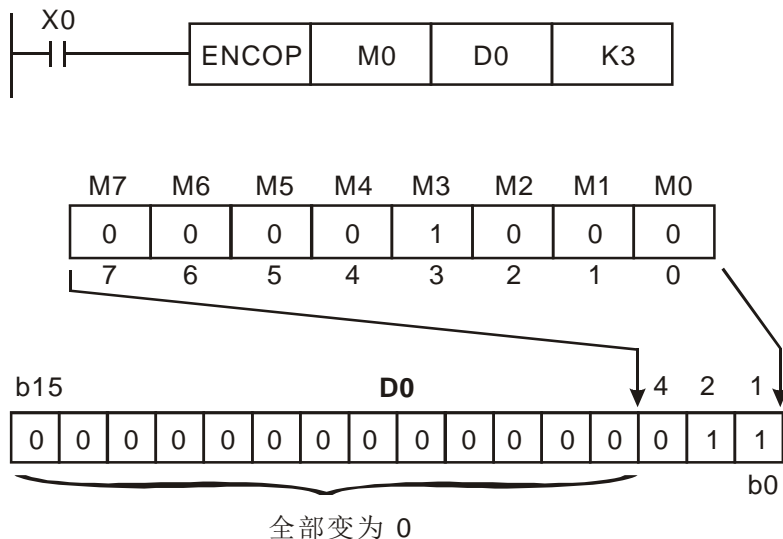 X0
ENCOP M0 D0 K3
M7 M6 M5 M4 M3 M2 M1 M0
0 0 0 0 1 0 0 0
7 6 5 4 3 2 1 0
b15 D0 4 2 1
0 0 0 0 0 0 0 0 0 0 0 0 0 0 1 1
b0
全部变为 0